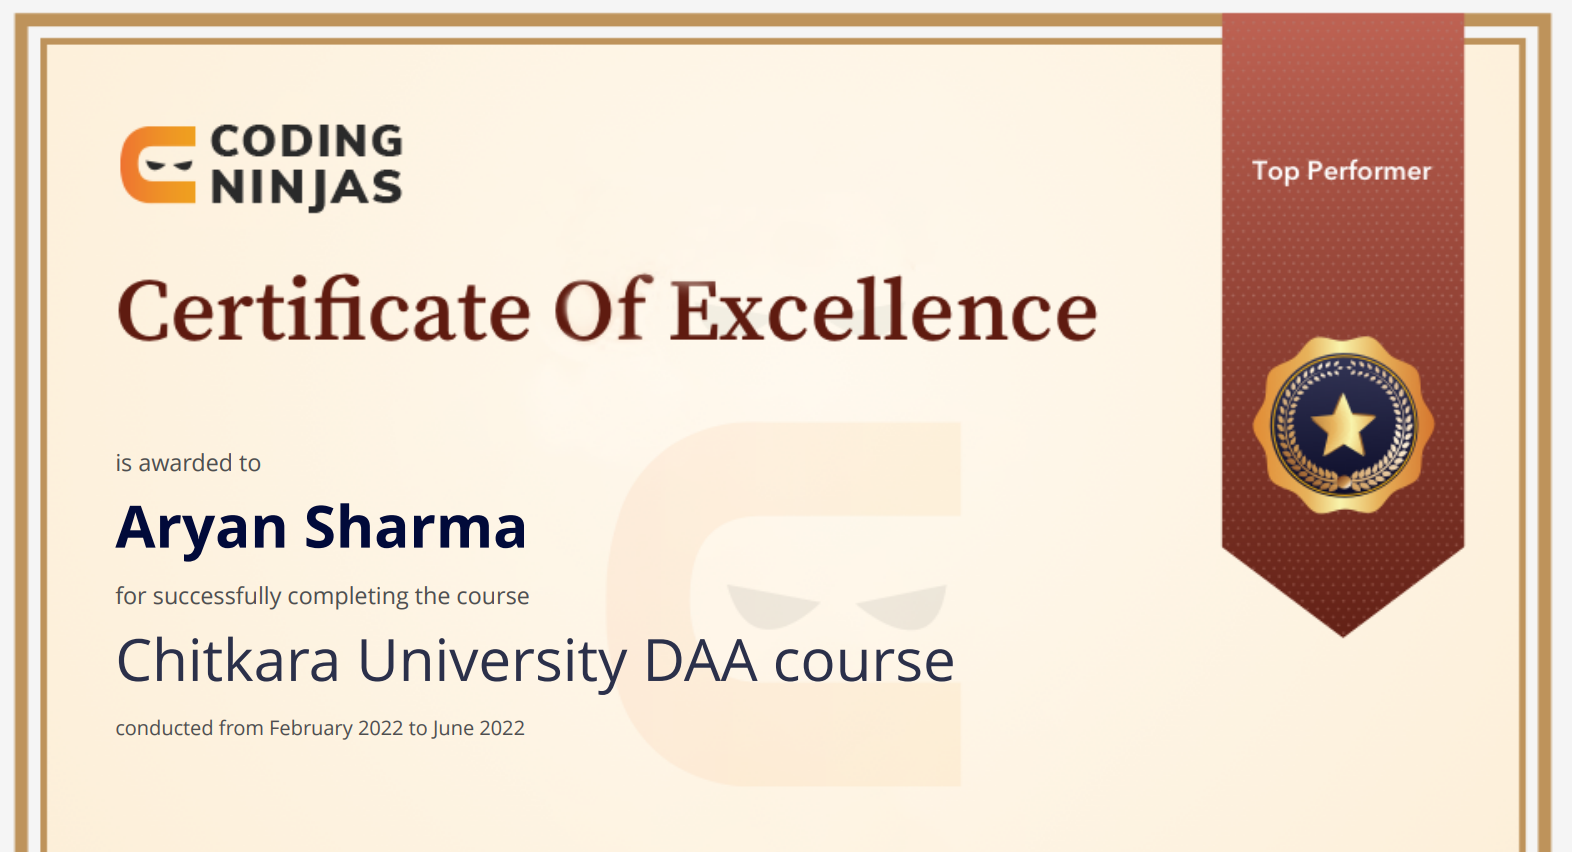 CODING
NINJAS
Top Performer
Certificate Of Excellence
is awarded to
Aryan Sharma
for successfully completing the course
Chitkara University DAA course
conducted from February 2022 to June 2022